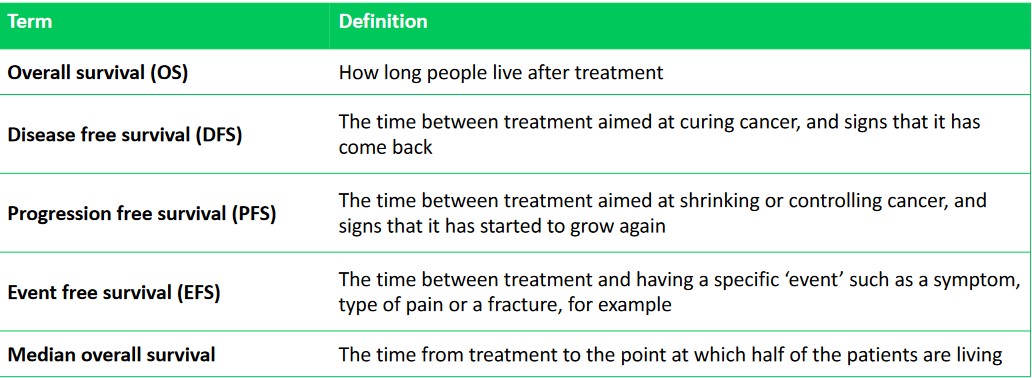 Term Definition
Overall survival (OS) How long people live after treatment
Disease free survival (DFS) The time between treatment aimed at curing cancer, and signs that it has
come back
Progression free survival (PFS) The time between treatment aimed at shrinking or controlling cancer, and
signs that it has started to grow again
Event free survival (EFS) The time between treatment and having a specific ‘event’ such as a symptom,
type of pain or a fracture, for example
Median overall survival The time from treatment to the point at which half of the patients are living